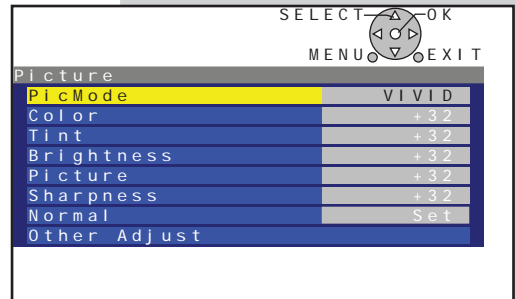 SELECT OK
MENU EXIT
Picture
PicMode VIVID
Color +32
Tint +32
Brightness +32
Picture +32
Sharpness +32
Normal Set
Other Adjust